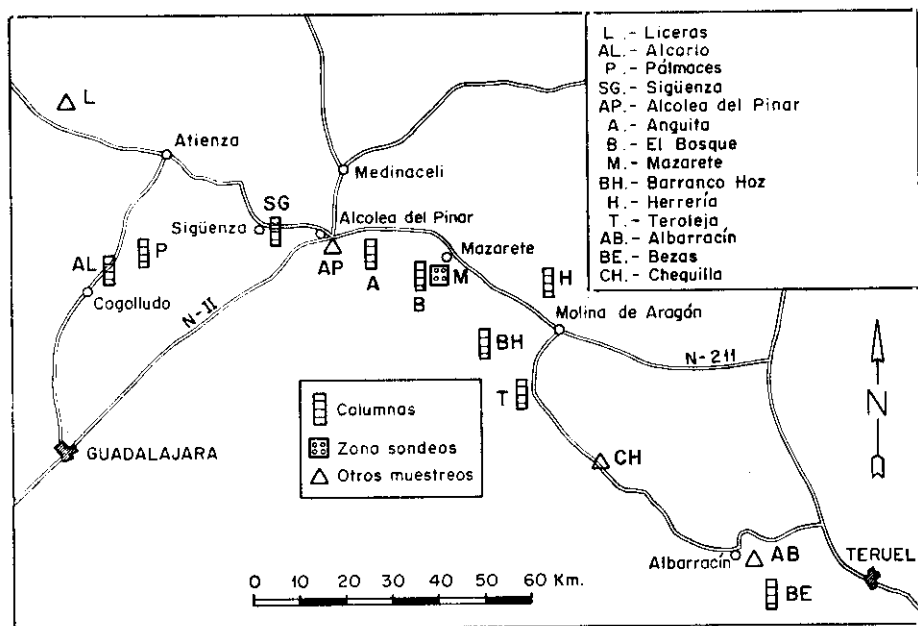 L .- Liceras
AL.- Alcorlo
P .- Pálmaces
SG.- Sigüenza
AP.- Alcolea del Pinar
A .- Anguita
B .- El Bosque
M .- Mazarete
BH.- Barranco Hoz
H .- Herrería
T .- Teroleja
AB.- Albarracín
BE.- Bezas
CH.- Chequilla
L
Atienza
Medinaceli
SG
Sigüenza
Alcolea del Pinar
AP
A
Mazarete
M
B
H
AL
P
Cogolludo
N-II
Molina de Aragón
BH
N-211
T
N
Columnas
Zona sondeos
Otros muestreos
GUADALAJARA
CH
Albarracín
AB
TERUEL
BE
0 10 20 30 40 50 60 Km.